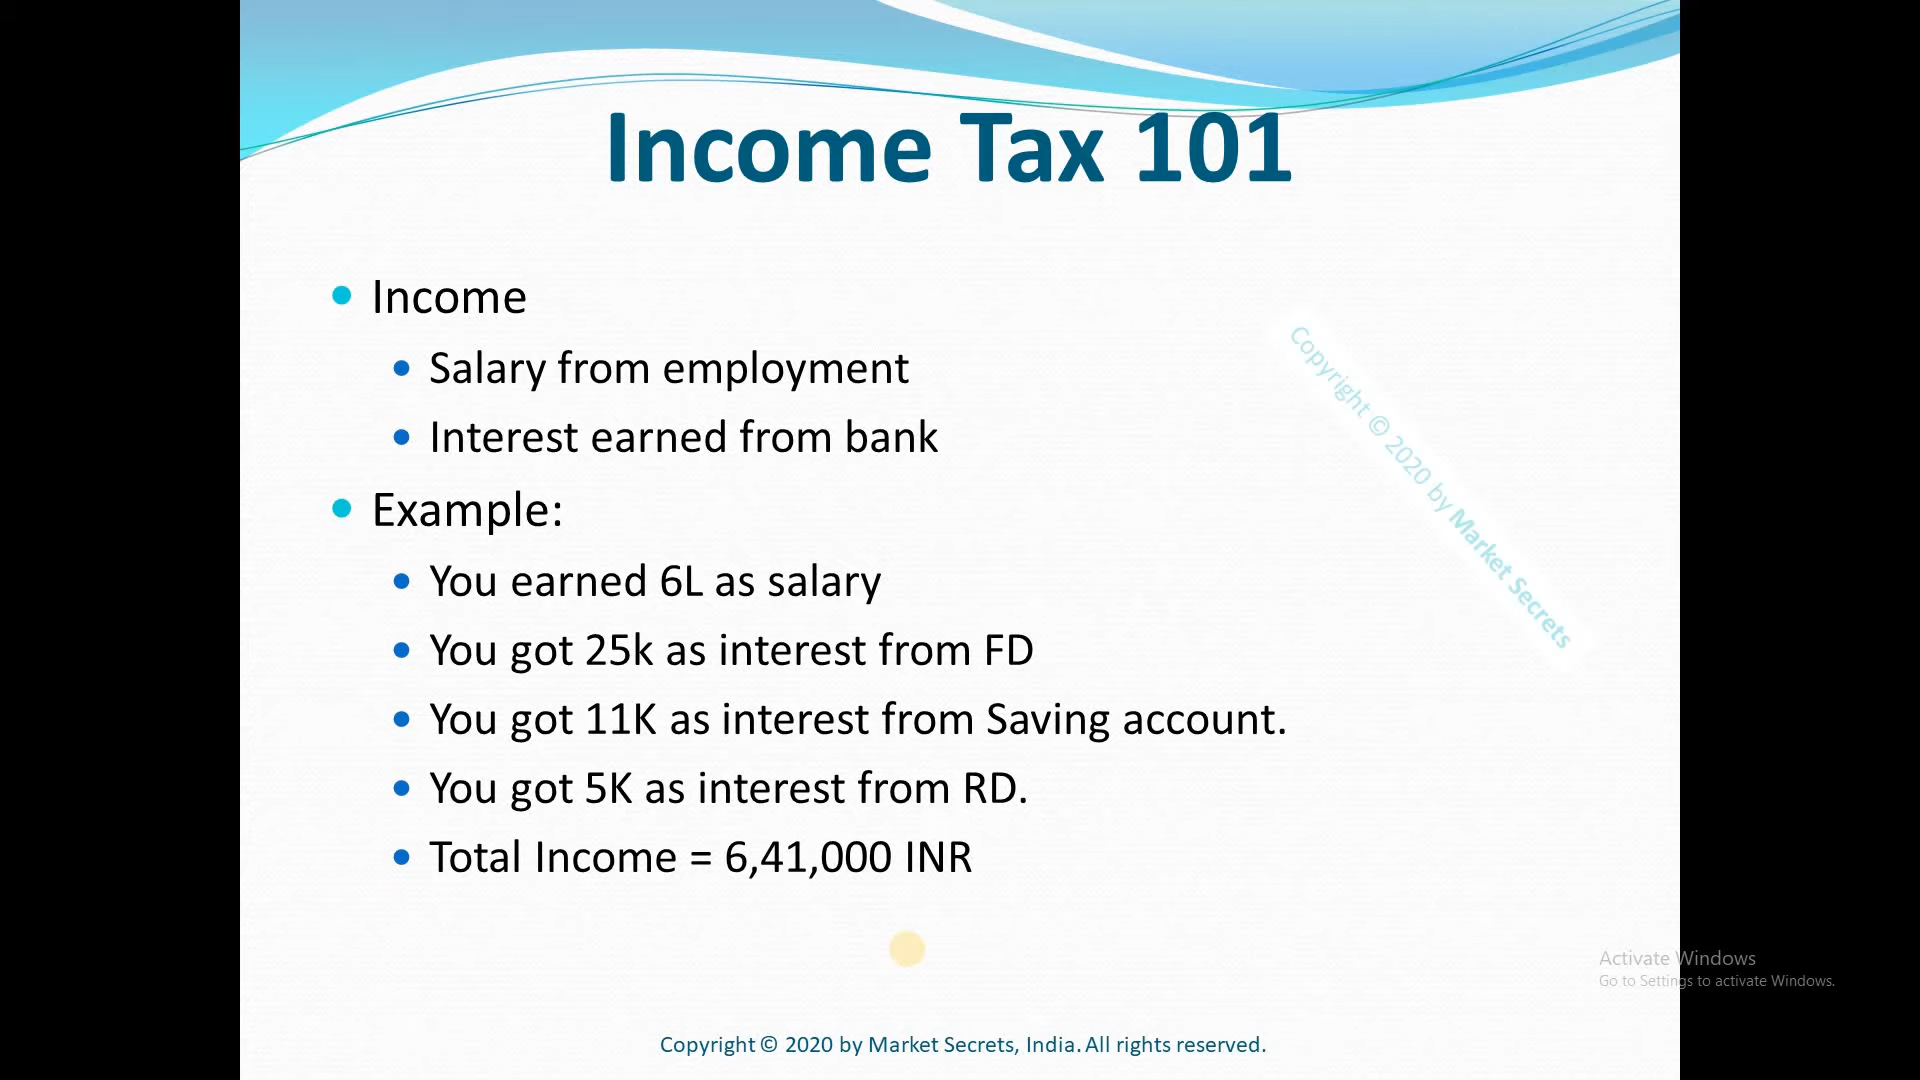 Income Tax 101
Income
Salary from employment
Interest earned from bank
Example:
You earned 6L as salary
You got 25k as interest from FD
You got 11K as interest from Saving account.
You got 5K as interest from RD.
Total Income = 6,41,000 INR
Copyright © 2020 by Market Secrets
Activate Windows
Go to Settings to activate Windows.
Copyright © 2020 by Market Secrets, India. All rights reserved.